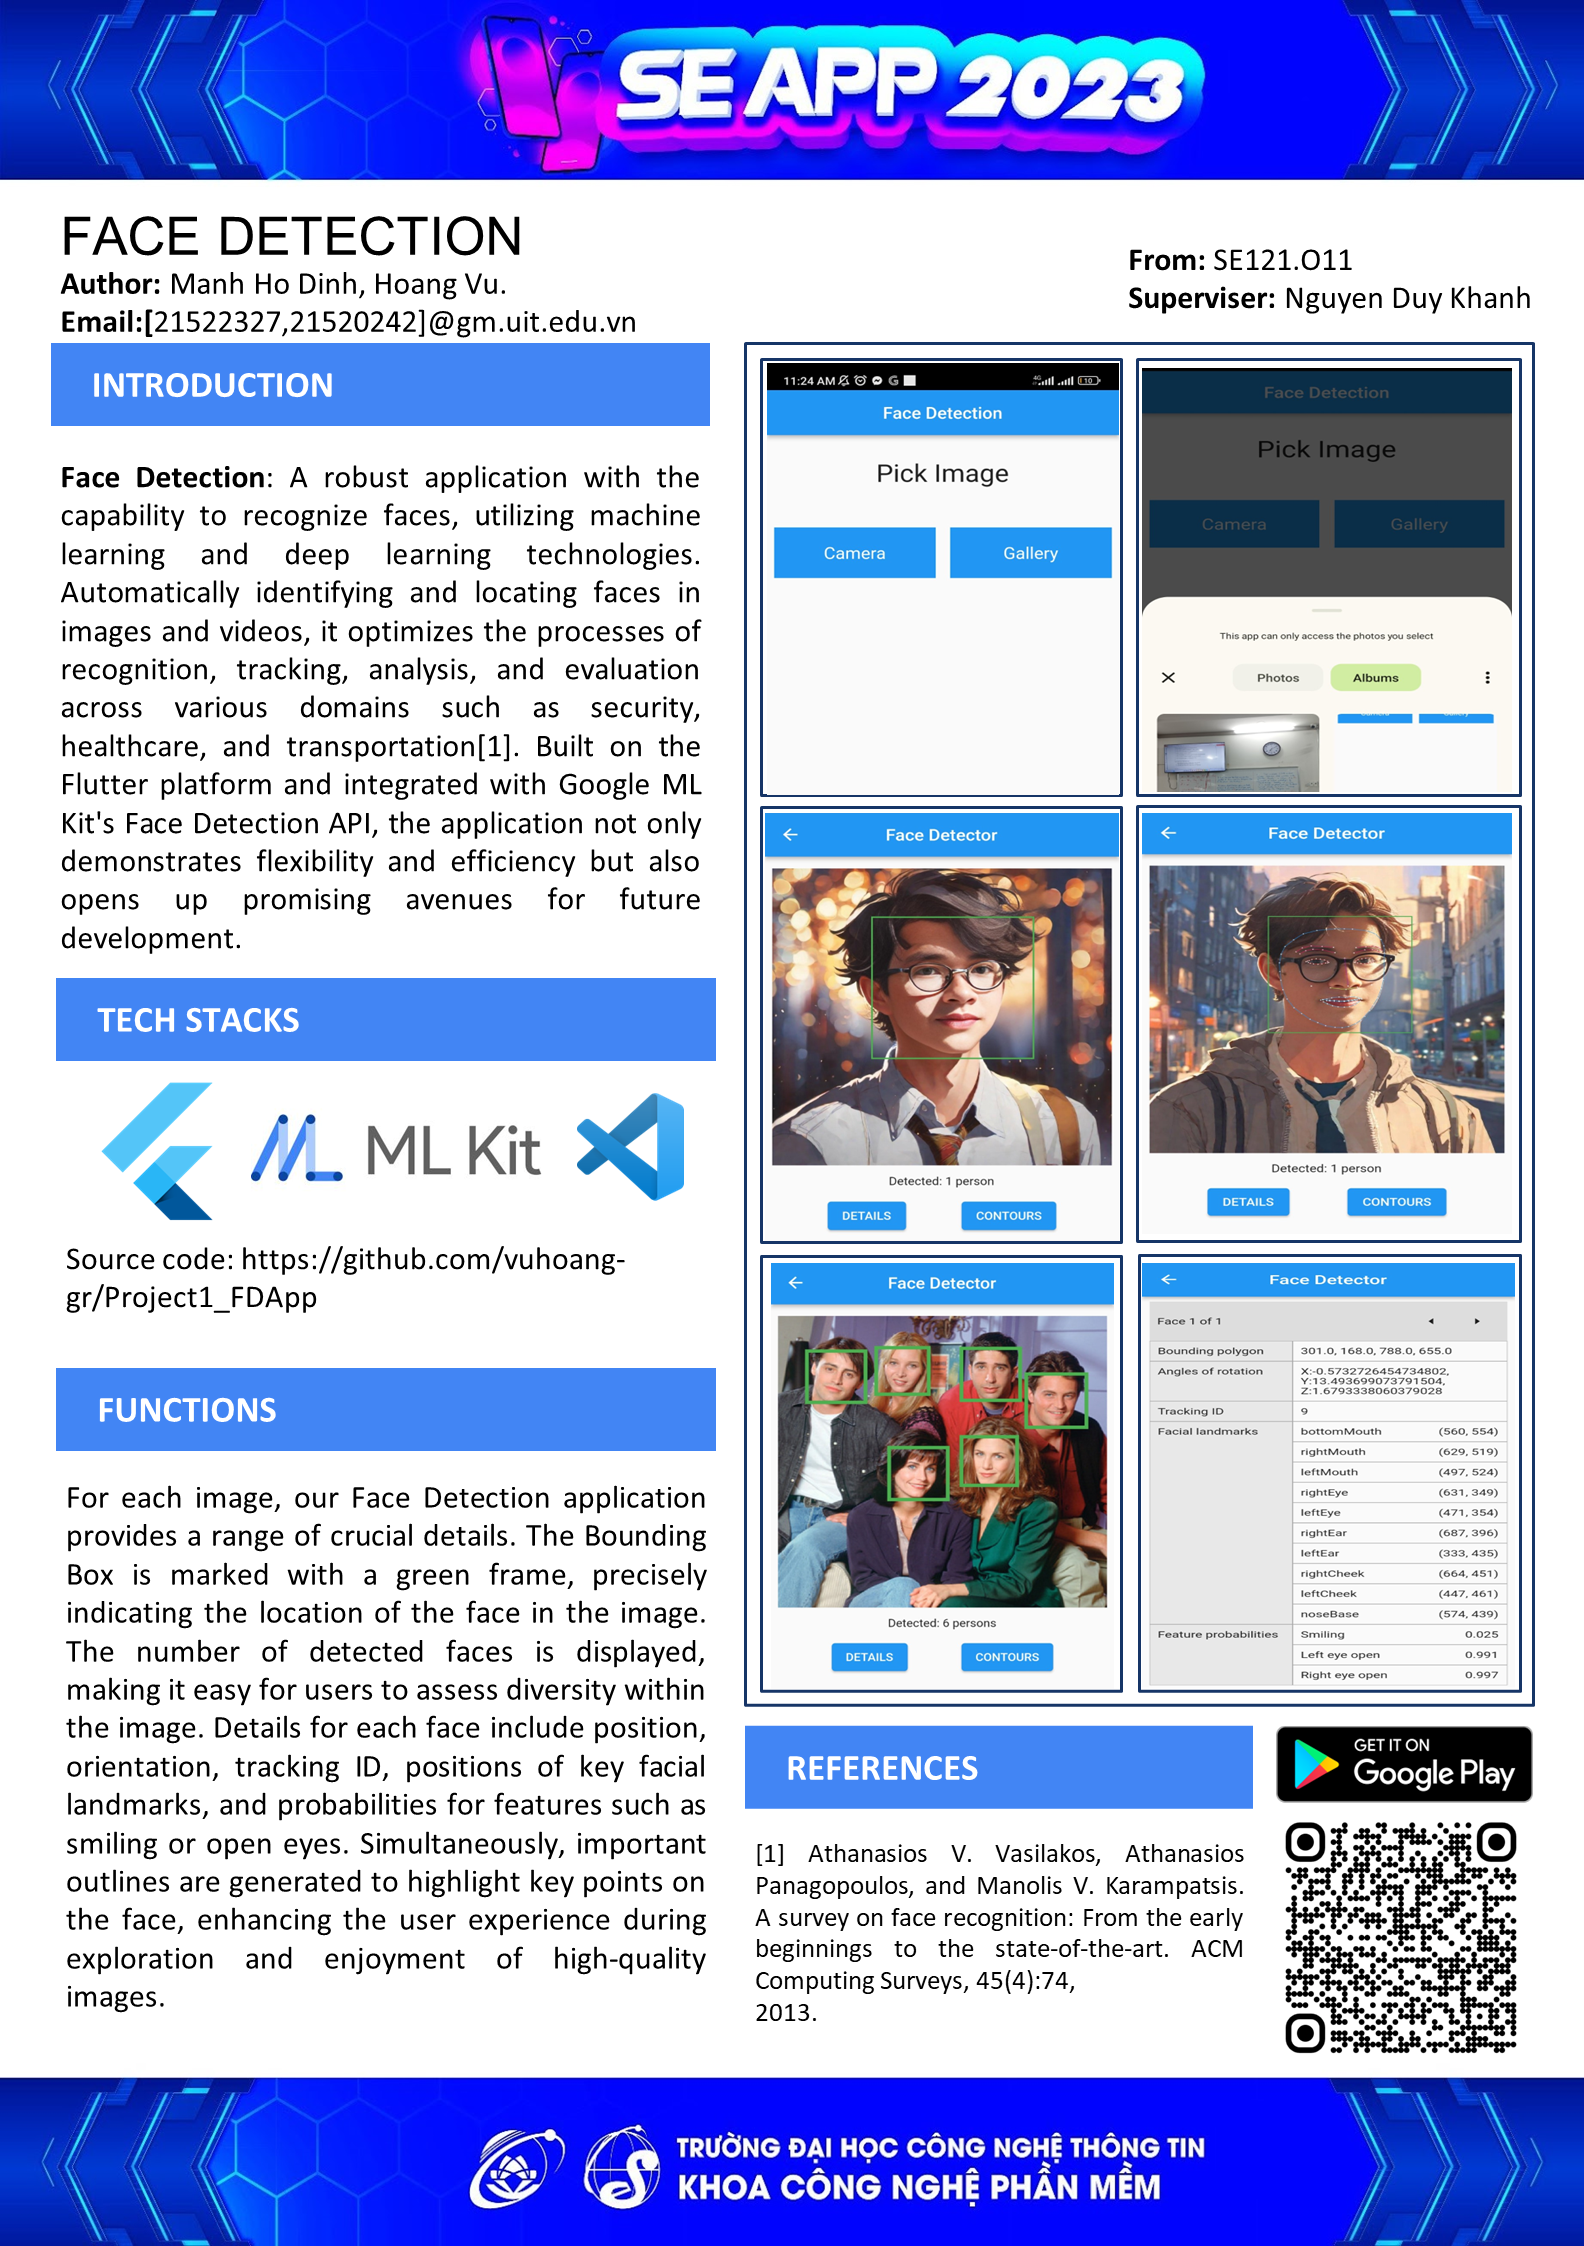 SE APP 2023
FACE DETECTION
Author: Manh Ho Dinh, Hoang Vu.
Email:[21522327,21520242]@gm.uit.edu.vn
From: SE121.O11
Superviser: Nguyen Duy Khanh
INTRODUCTION
Face Detection: A robust application with the
capability to recognize faces, utilizing machine
learning and deep learning technologies.
Automatically identifying and locating faces in
images and videos, it optimizes the processes of
recognition, tracking, analysis, and evaluation
across various domains such as security,
healthcare, and transportation[1]. Built on the
Flutter platform and integrated with Google ML
Kit's Face Detection API, the application not only
demonstrates flexibility and efficiency but also
opens up promising avenues for future
development.
TECH STACKS
ML Kit
Source code: https://github.com/vuhoang-
gr/Project1_FDApp
FUNCTIONS
For each image, our Face Detection application
provides a range of crucial details. The Bounding
Box is marked with a green frame, precisely
indicating the location of the face in the image.
The number of detected faces is displayed,
making it easy for users to assess diversity within
the image. Details for each face include position,
orientation, tracking ID, positions of key facial
landmarks, and probabilities for features such as
smiling or open eyes. Simultaneously, important
outlines are generated to highlight key points on
the face, enhancing the user experience during
exploration and enjoyment of high-quality
images.
11:24 AM
4G
10
Face Detection
Pick Image
Camera Gallery
Face Detection
Pick Image
Camera Gallery
This app can only access the photos you select
Photos Albums
Camera Gallery
Face Detector
Detected: 1 person
DETAILS CONTOURS
Face Detector
Detected: 1 person
DETAILS CONTOURS
Face Detector
Detected: 6 persons
DETAILS CONTOURS
Face Detector
Face 1 of 1
Bounding polygon 301.0, 168.0, 788.0, 655.0
Angles of rotation X:-0.5732726454734802,
Y:13.493699073791504,
Z:1.6793338060379028
Tracking ID 9
Facial landmarks bottomMouth (560, 554)
rightMouth (629, 519)
leftMouth (497, 524)
rightEye (631, 349)
leftEye (471, 354)
rightEar (687, 396)
leftEar (333, 435)
rightCheek (664, 451)
leftCheek (447, 461)
noseBase (574, 439)
Feature probabilities Smiling 0.025
Left eye open 0.991
Right eye open 0.997
REFERENCES
[1] Athanasios V. Vasilakos, Athanasios
Panagopoulos, and Manolis V. Karampatsis.
A survey on face recognition: From the early
beginnings to the state-of-the-art. ACM
Computing Surveys, 45(4):74,
2013.
GET IT ON
Google Play
TRƯỜNG ĐẠI HỌC CÔNG NGHỆ THÔNG TIN
KHOA CÔNG NGHỆ PHẦN MỀM